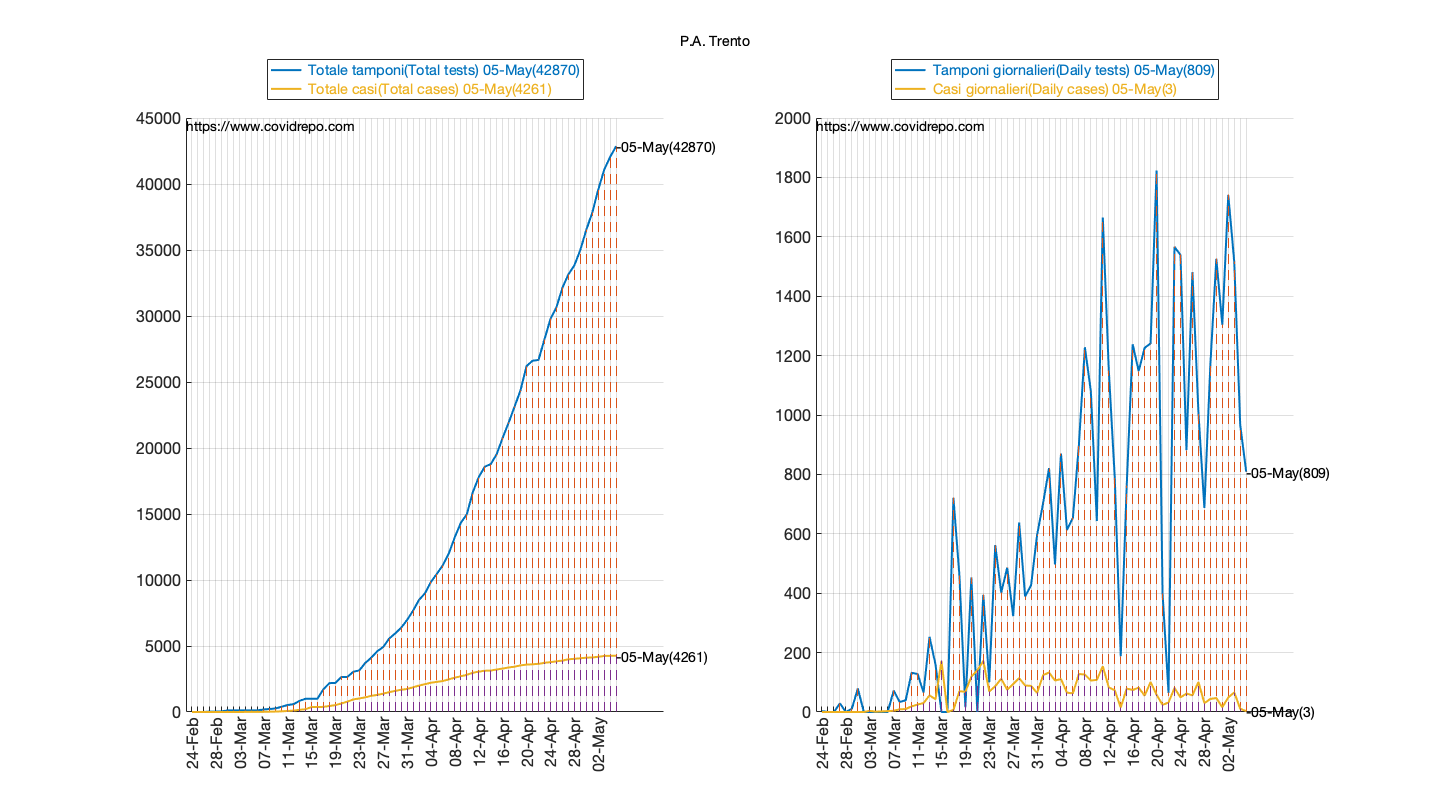 P.A. Trento
Totale tamponi(Total tests) 05-May(42870)
Totale casi(Total cases) 05-May(4261)
45000
40000
35000
30000
25000
20000
15000
10000
5000
0
https://www.covidrepo.com
05-May(42870)
05-May(4261)
24-Feb
28-Feb
03-Mar
07-Mar
11-Mar
15-Mar
19-Mar
23-Mar
27-Mar
31-Mar
04-Apr
08-Apr
12-Apr
16-Apr
20-Apr
24-Apr
28-Apr
02-May
Tamponi giornalieri(Daily tests) 05-May(809)
Casi giornalieri(Daily cases) 05-May(3)
2000
1800
1600
1400
1200
1000
800
600
400
200
0
https://www.covidrepo.com
05-May(809)
05-May(3)
24-Feb
28-Feb
03-Mar
07-Mar
11-Mar
15-Mar
19-Mar
23-Mar
27-Mar
31-Mar
04-Apr
08-Apr
12-Apr
16-Apr
20-Apr
24-Apr
28-Apr
02-May